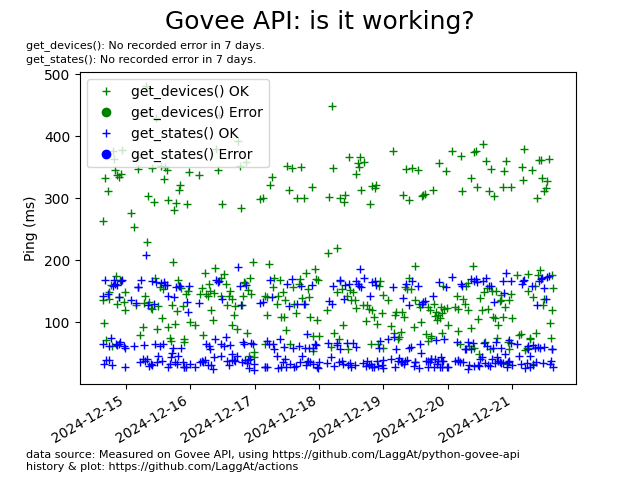 Govee API: is it working?
get_devices(): No recorded error in 7 days.
get_states(): No recorded error in 7 days.
500
400
300
200
100
Ping (ms)
get_devices() OK
get_devices() Error
get_states() OK
get_states() Error
2024-12-15
2024-12-16
2024-12-17
2024-12-18
2024-12-19
2024-12-20
2024-12-21
data source: Measured on Govee API, using https://github.com/LaggAt/python-govee-api
history & plot: https://github.com/LaggAt/actions